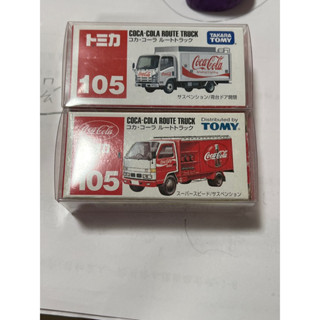 トミカ
105
COCA-COLA ROUTE TRUCK
コカ・コーラ ルートトラック
TAKARA
TOMY
Coca-Cola
サスペンション/荷台ドア開閉
Coca-Cola
105
COCA-COLA ROUTE TRUCK
コカ・コーラ ルートトラック
Distributed by
TOMY
Coca-Cola
スーパースピード/サスペンション